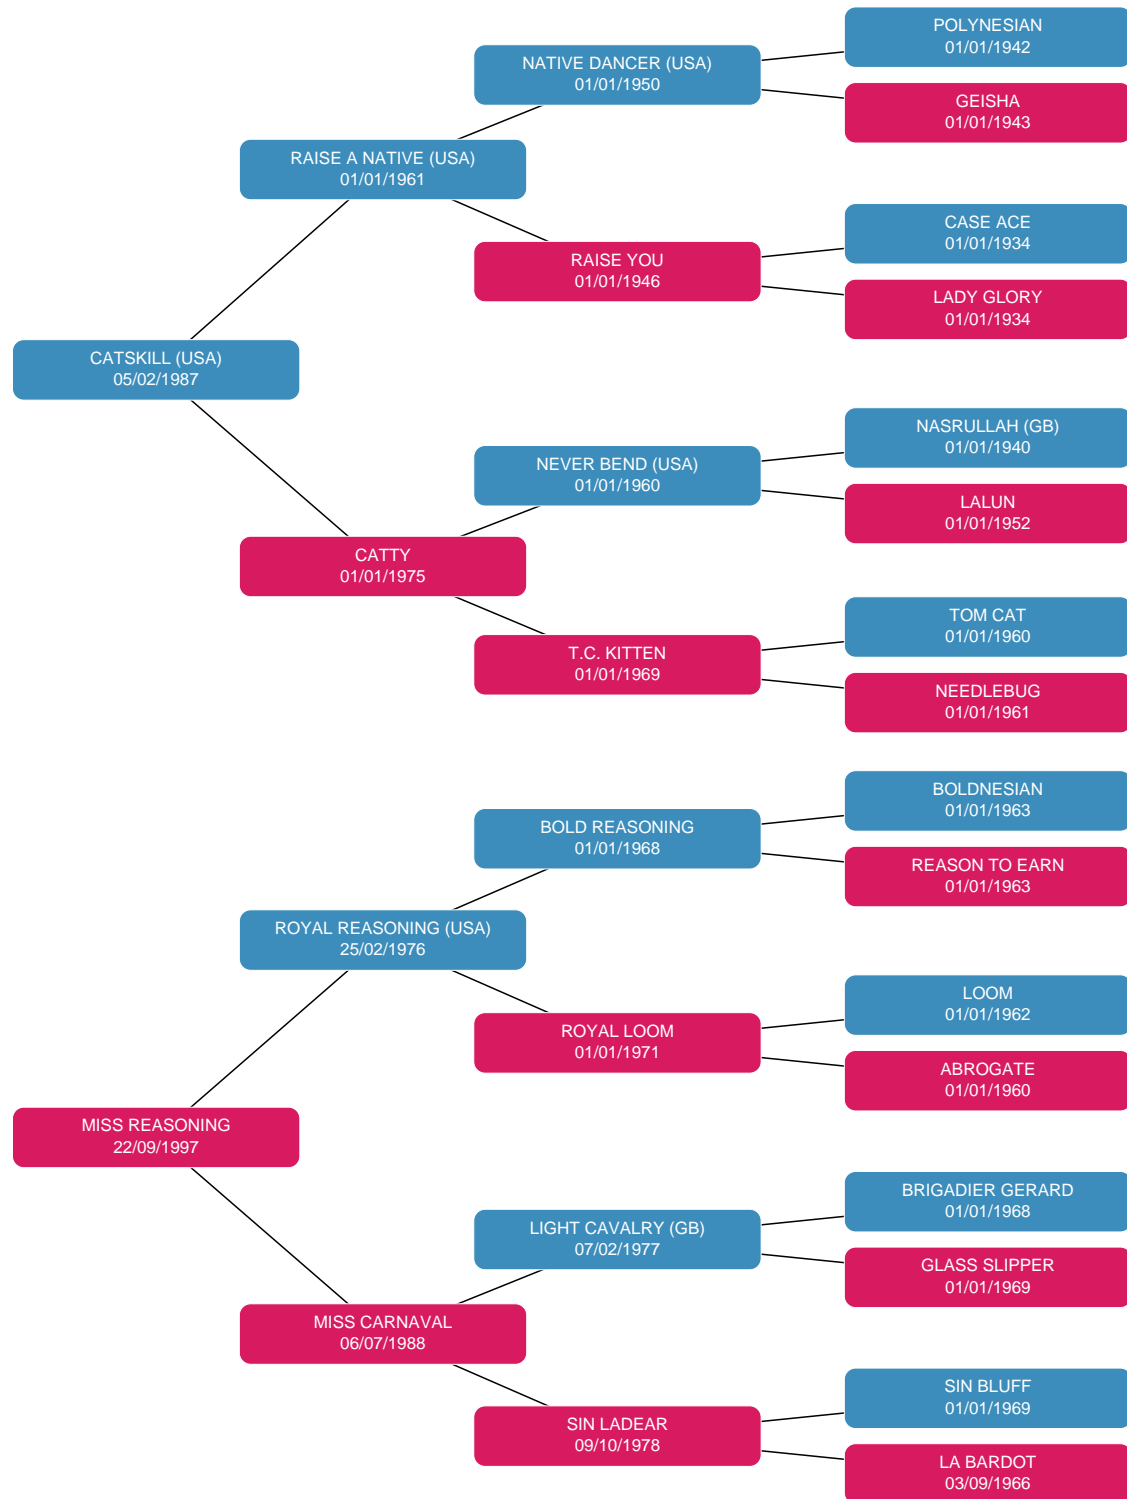 POLYNESIAN
01/01/1942
NATIVE DANCER (USA)
01/01/1950
GEISHA
01/01/1943
RAISE A NATIVE (USA)
01/01/1961
CASE ACE
01/01/1934
RAISE YOU
01/01/1946
LADY GLORY
01/01/1934
CATSKILL (USA)
05/02/1987
NASRULLAH (GB)
01/01/1940
NEVER BEND (USA)
01/01/1960
LALUN
01/01/1952
CATTY
01/01/1975
TOM CAT
01/01/1960
T.C. KITTEN
01/01/1969
NEEDLEBUG
01/01/1961
BOLDNESIAN
01/01/1963
BOLD REASONING
01/01/1968
REASON TO EARN
01/01/1963
ROYAL REASONING (USA)
25/02/1976
LOOM
01/01/1962
ROYAL LOOM
01/01/1971
ABROGATE
01/01/1960
MISS REASONING
22/09/1997
BRIGADIER GERARD
01/01/1968
LIGHT CAVALRY (GB)
07/02/1977
GLASS SLIPPER
01/01/1969
MISS CARNAVAL
06/07/1988
SIN BLUFF
01/01/1969
SIN LADEAR
09/10/1978
LA BARDOT
03/09/1966